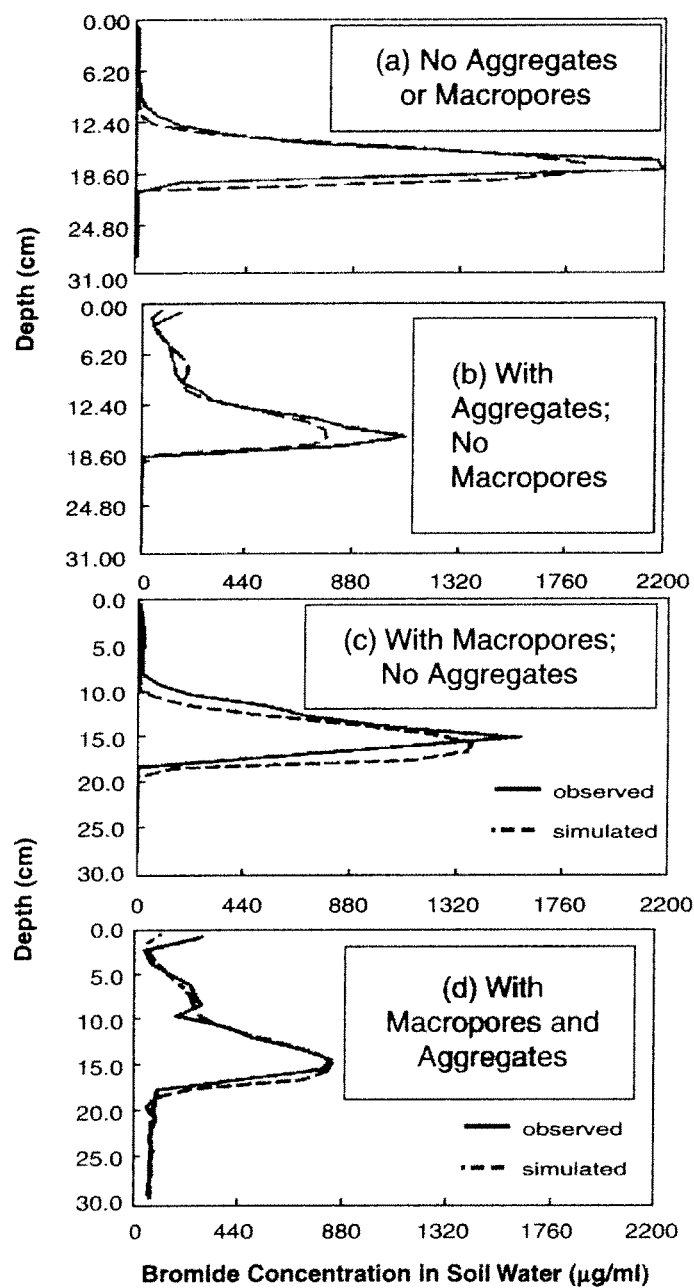 0.00
(a) No Aggregates
or Macropores
6.20
12.40
18.60
24.80
31.00
Depth (cm)
0.00
6.20
(b) With
Aggregates;
No
Macropores
12.40
18.60
24.80
31.00
0 440 880 1320 1760 2200
0.0
(c) With Macropores;
No Aggregates
5.0
10.0
15.0
20.0
observed
simulated
25.0
30.0
0 440 880 1320 1760 2200
Depth (cm)
0.0
(d) With
Macropores and
Aggregates
5.0
10.0
15.0
20.0
observed
simulated
25.0
30.0
0 440 880 1320 1760 2200
Bromide Concentration in Soil Water (µg/ml)